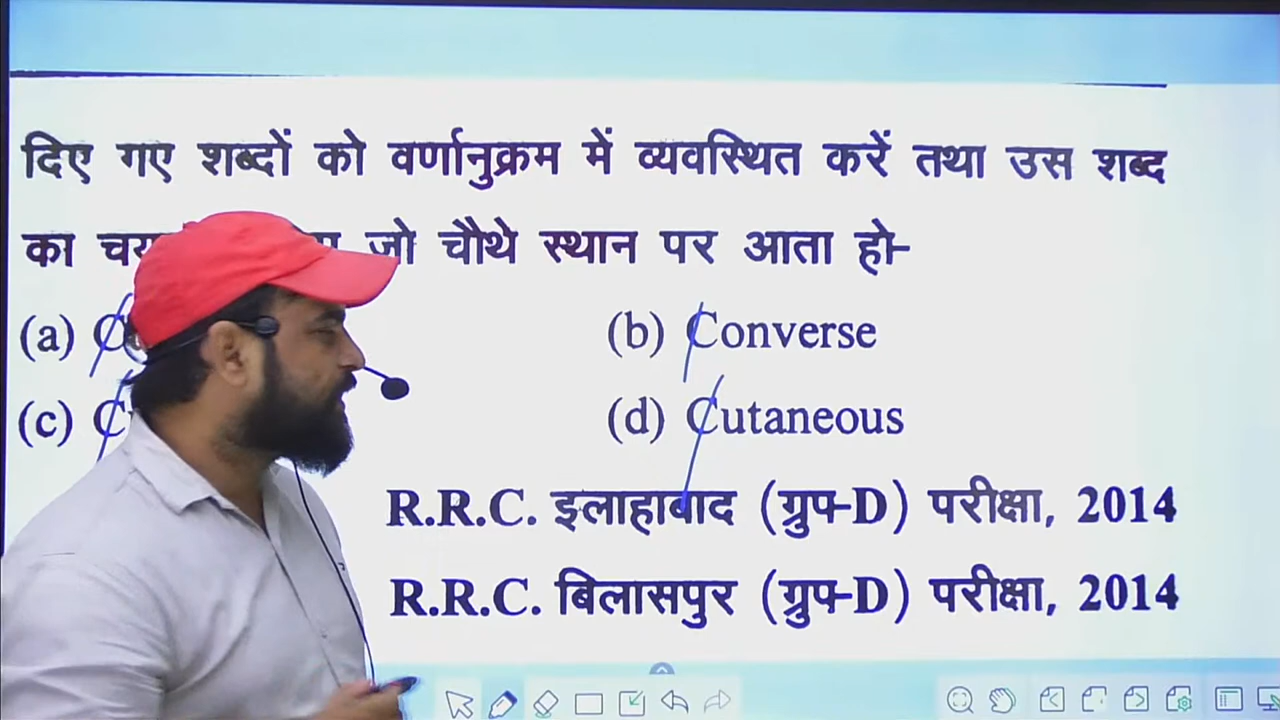 दिए गए शब्दों को वर्णानुक्रम में व्यवस्थित करें तथा उस शब्द
का जो चौथे स्थान पर आता हो-
(a) (b) Converse
(c) (d) Cutaneous
R.R.C. इलाहाबाद (ग्रुप-D) परीक्षा, 2014
R.R.C. बिलासपुर (ग्रुप-D) परीक्षा, 2014